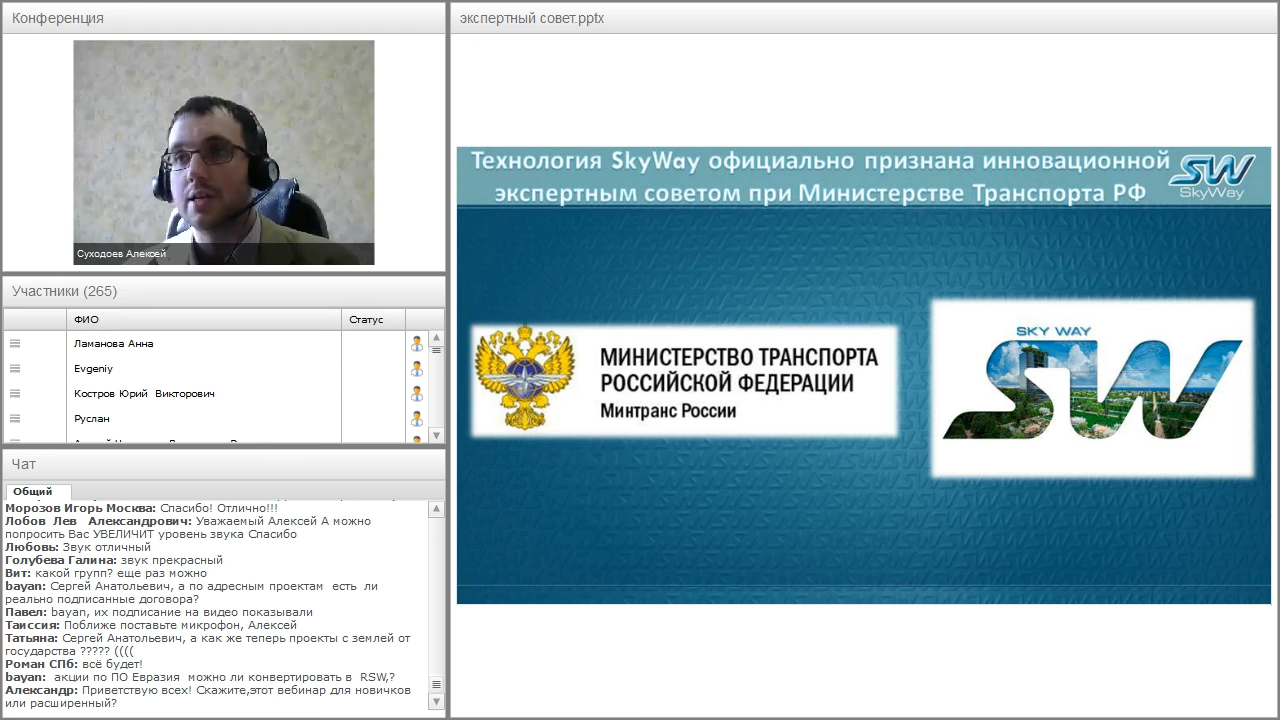 Конференция
Суходоев Алексей
Участники (265)
ФИО
Статус
Ламанова Анна
Evgeniy
Костров Юрий Викторович
Руслан
Чат
Общий
Морозов Игорь Москва: Спасибо! Отлично!!!
Лобов Лев Александрович: Уважаемый Алексей А можно
попросить Вас УВЕЛИЧИТ уровень звука Спасибо
Любовь: Звук отличный
Голубева Галина: звук прекрасный
Вит: какой групп? еще раз можно
bayan: Сергей Анатольевич, а по адресным проектам есть ли
реально подписанные договора?
Павел: bayan, их подписание на видео показывали
Таиссия: Поближе поставьте микрофон, Алексей
Татьяна: Сергей Анатольевич, а как же теперь проекты с землей от
государства ????? ((((
Роман СПб: всё будет!
bayan: акции по ПО Евразия можно ли конвертировать в RSW,?
Александр: Приветствую всех! Скажите,этот вебинар для новичков
или расширенный?
экспертный совет.pptx
Технология SkyWay официально признана инновационной
экспертным советом при Министерстве Транспорта РФ
SW
SkyWay
МИНИСТЕРСТВО ТРАНСПОРТА
РОССИЙСКОЙ ФЕДЕРАЦИИ
Минтранс России
SKY WAY
SW